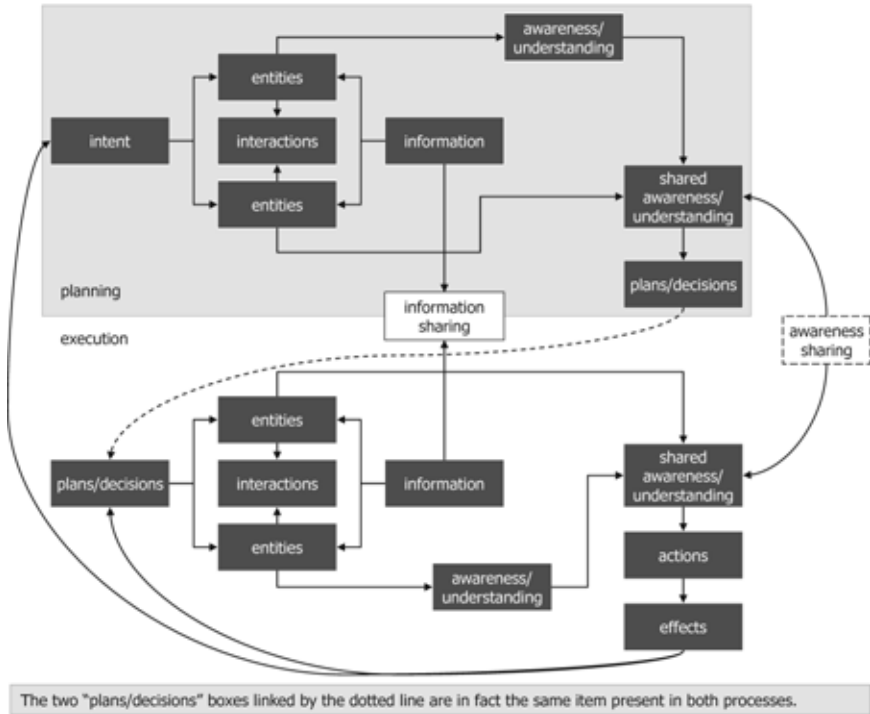 awareness/
understanding
entities
intent
interactions
information
entities
shared
awareness/
understanding
plans/decisions
planning
information
sharing
execution
awareness
sharing
entities
plans/decisions
interactions
information
shared
awareness/
understanding
entities
awareness/
understanding
actions
effects
The two “plans/decisions” boxes linked by the dotted line are in fact the same item present in both processes.